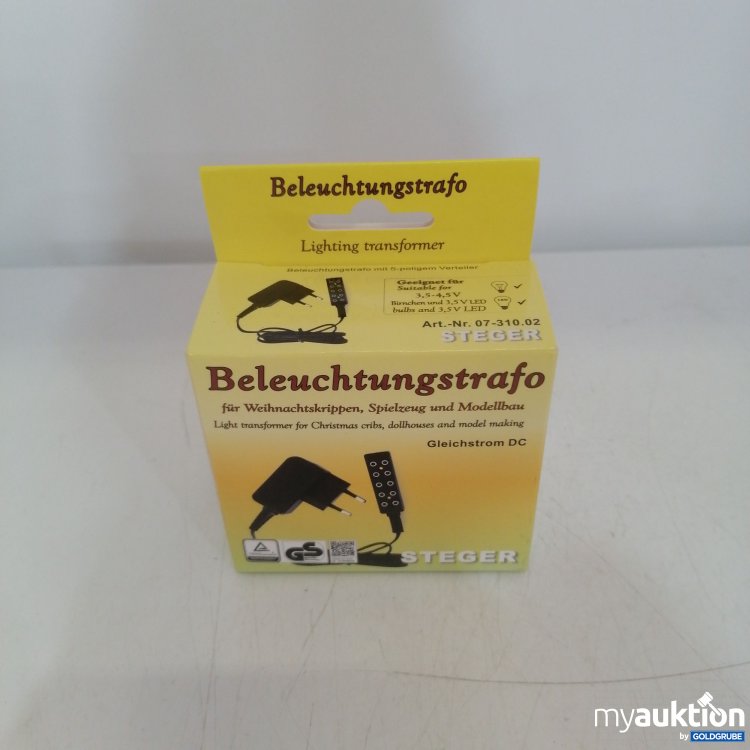 Beleuchtungstrafo
Lighting transformer
Beleuchtungstrafo mit 5-poligem Verteiler
Geeignet für
Suitable for
3,5-4,5 V
Birnchen und 3,5 V LED
bulbs and 3,5 V LED
Art.-Nr. 07-310.02
STEGER
Beleuchtungstrafo
für Weihnachtskrippen, Spielzeug und Modellbau
Light transformer for Christmas cribs, dollhouses and model making
Gleichstrom DC
GS
STEGER
myauktion
by GOLDGRUBE